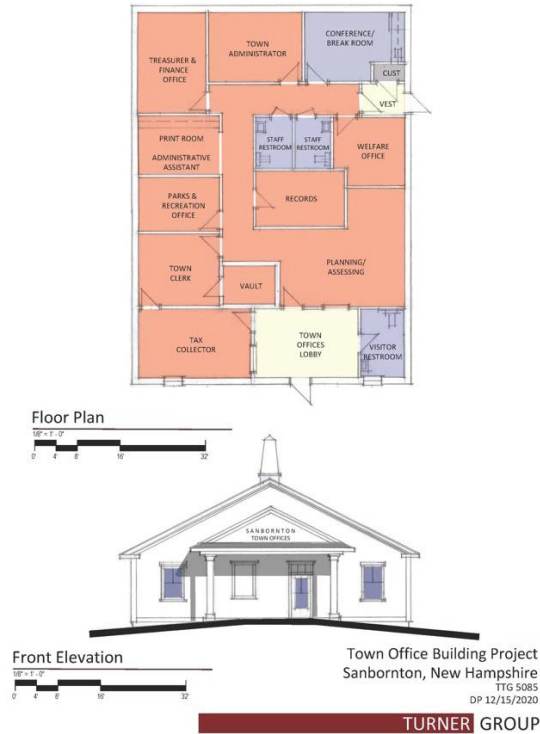 CONFERENCE/
BREAK ROOM
TOWN
ADMINISTRATOR
TREASURER &
FINANCE
OFFICE
CUST
VEST
STAFF
RESTROOM
STAFF
RESTROOM
PRINT ROOM
ADMINISTRATIVE
ASSISTANT
WELFARE
OFFICE
PARKS &
RECREATION
OFFICE
RECORDS
PLANNING/
ASSESSING
TOWN
CLERK
VAULT
TAX
COLLECTOR
TOWN
OFFICES
LOBBY
VISITOR
RESTROOM
Floor Plan
1/8" = 1' - 0"
0' 4' 8' 16' 32'
SANBORNTON
TOWN OFFICES
Front Elevation
1/8" = 1' - 0"
0' 4' 8' 16' 32'
Town Office Building Project
Sanbornton, New Hampshire
TTG 5085
DP 12/15/2020
TURNER GROUP